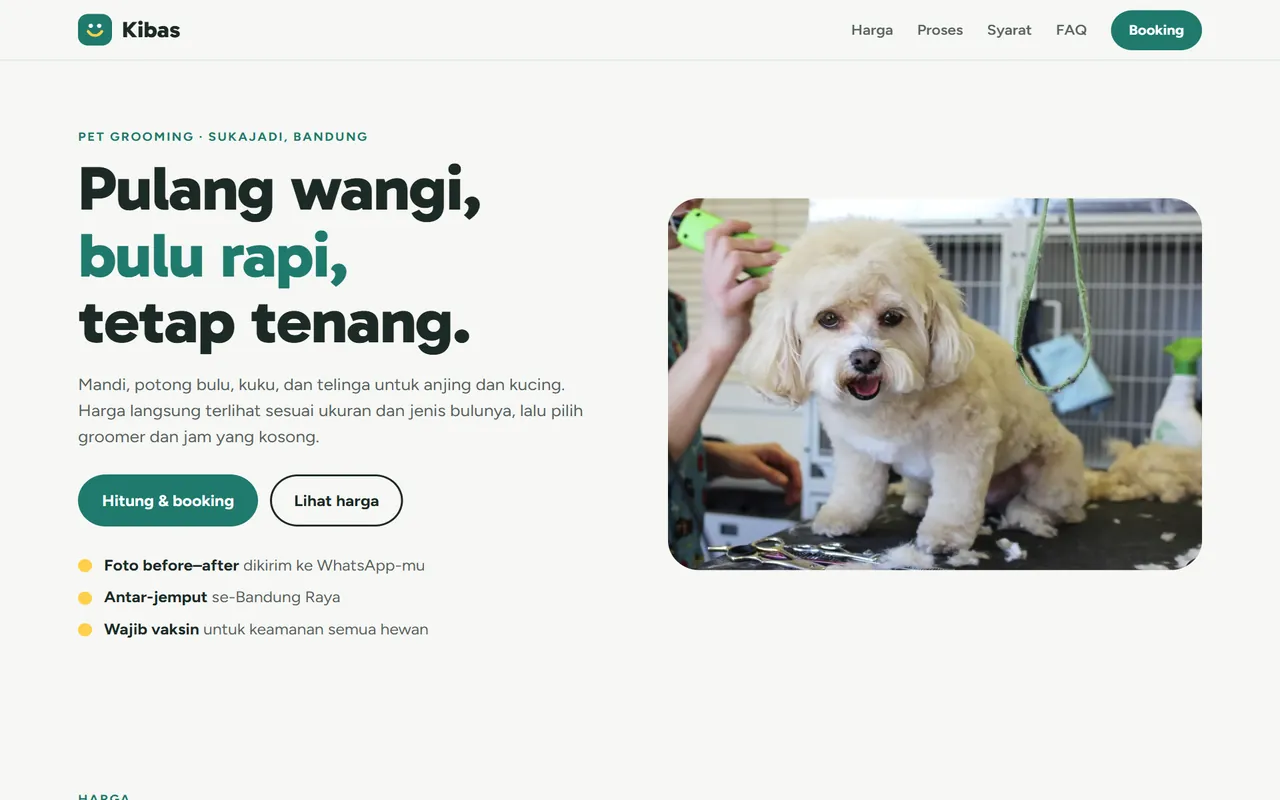 Kibas
Harga
Proses
Syarat
FAQ
Booking
PET GROOMING · SUKAJADI, BANDUNG
Pulang wangi,
bulu rapi,
tetap tenang.
Mandi, potong bulu, kuku, dan telinga untuk anjing dan kucing.
Harga langsung terlihat sesuai ukuran dan jenis bulunya, lalu pilih
groomer dan jam yang kosong.
Hitung & booking
Lihat harga
Foto before–after dikirim ke WhatsApp-mu
Antar-jemput se-Bandung Raya
Wajib vaksin untuk keamanan semua hewan
HARGA